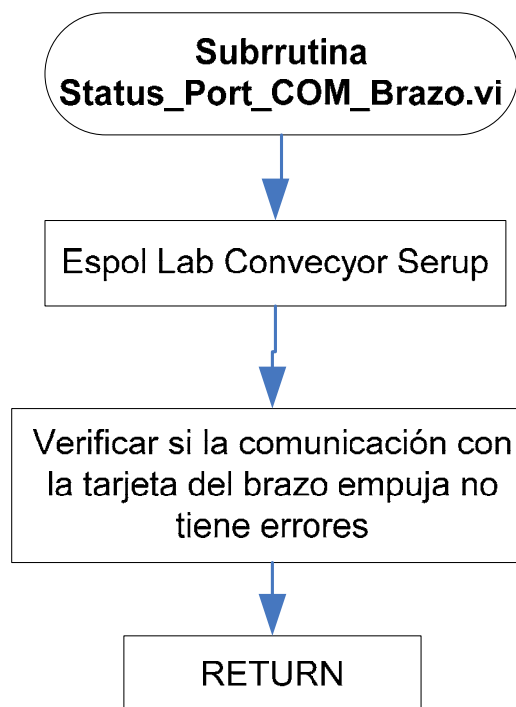 Subrrutina
Status_Port_COM_Brazo.vi
Espol Lab Convecyor Serup
Verificar si la comunicación con
la tarjeta del brazo empuja no
tiene errores
RETURN